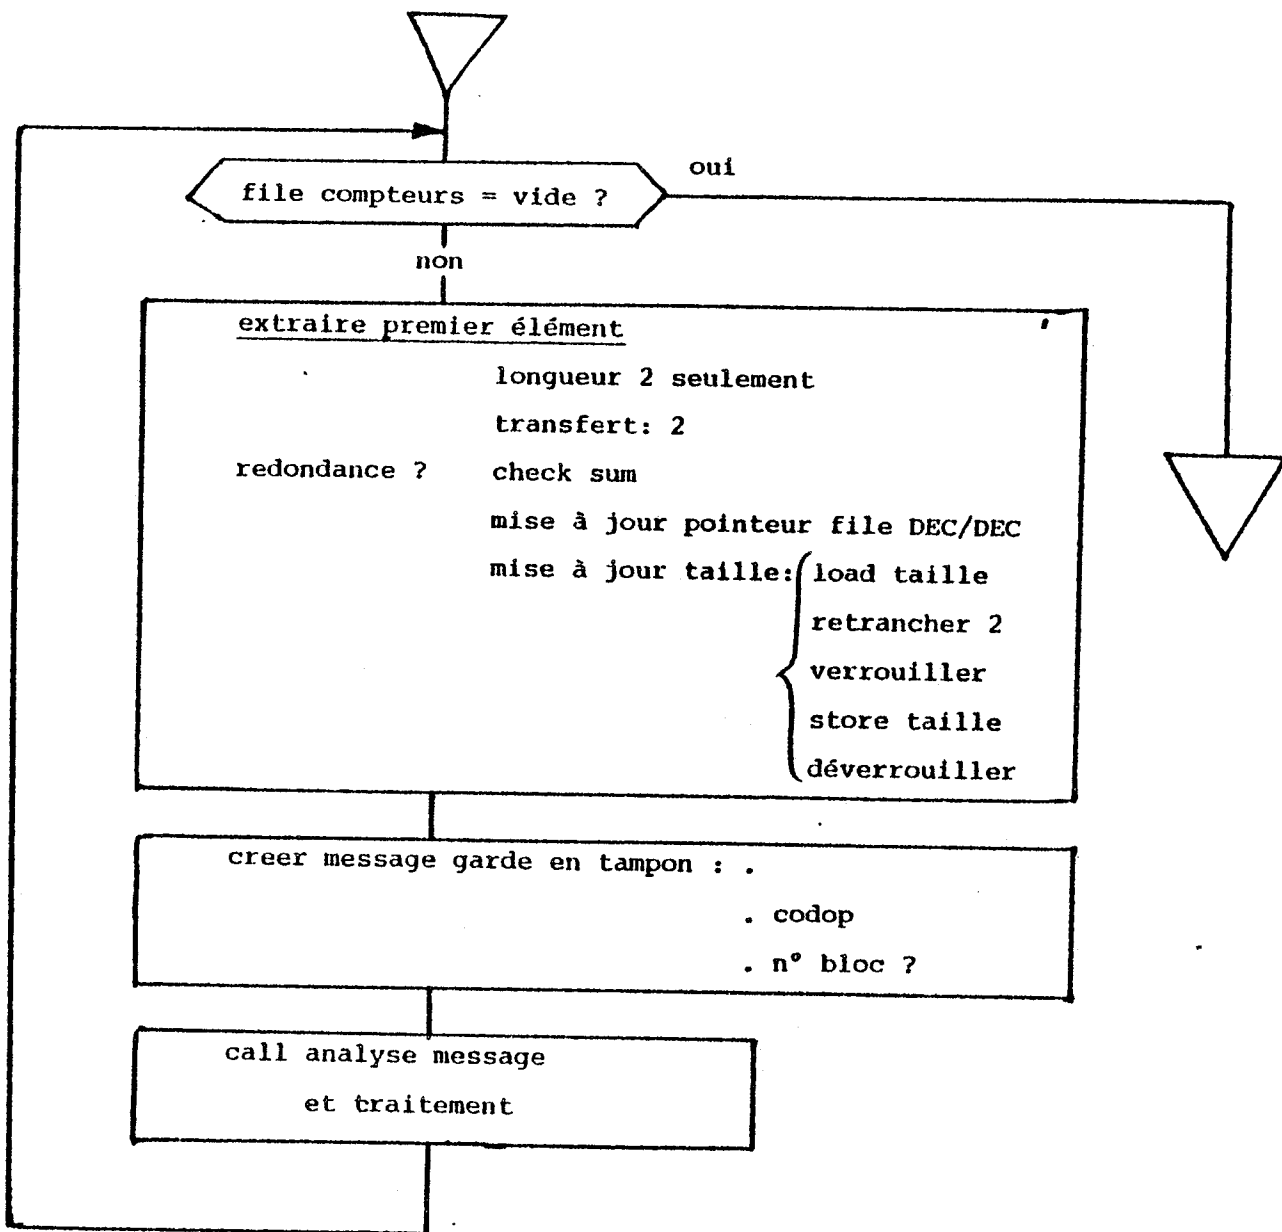 oui
file compteurs = vide ?
non
extraire premier élément
longueur 2 seulement
transfert: 2
redondance ? check sum
mise à jour pointeur file DEC/DEC
mise à jour taille: load taille
retrancher 2
verrouiller
store taille
déverrouiller
creer message garde en tampon : .
. codop
. n° bloc ?
call analyse message
et traitement